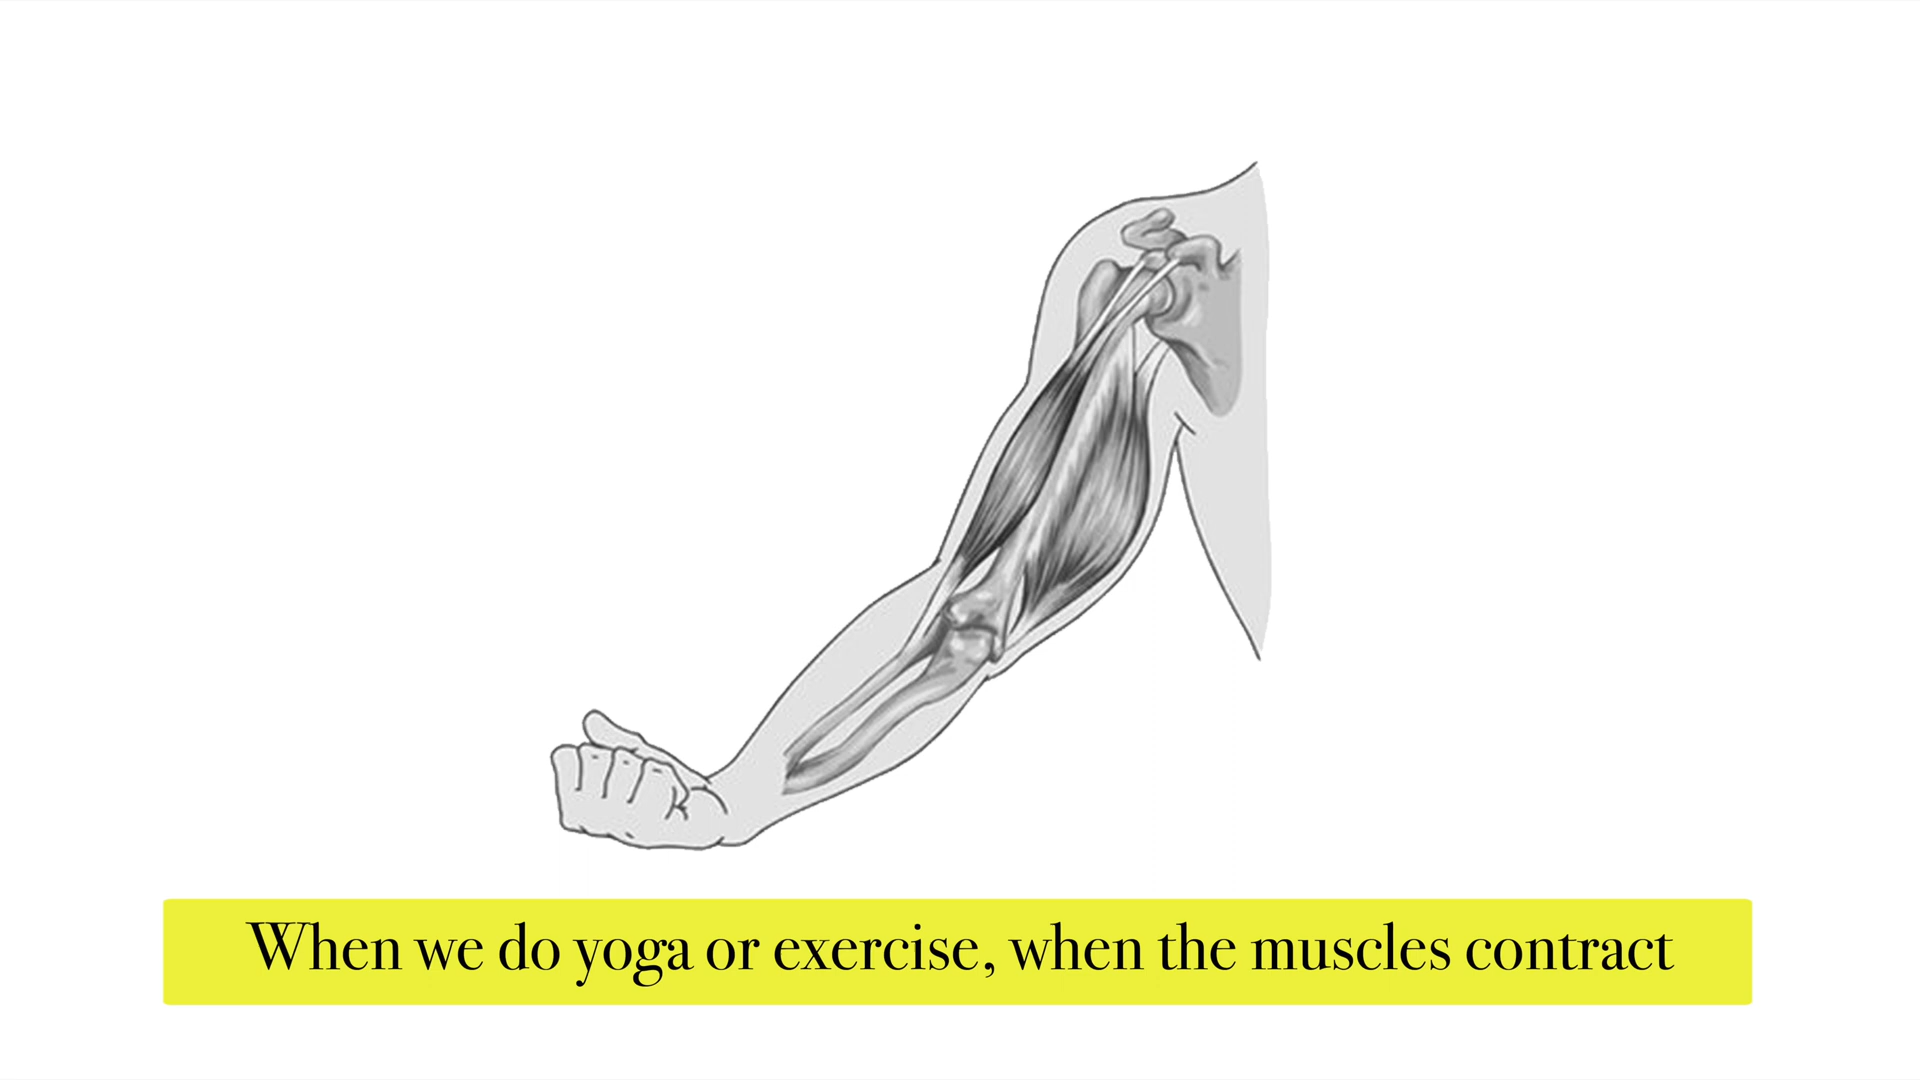 When we do yoga or exercise, when the muscles contract